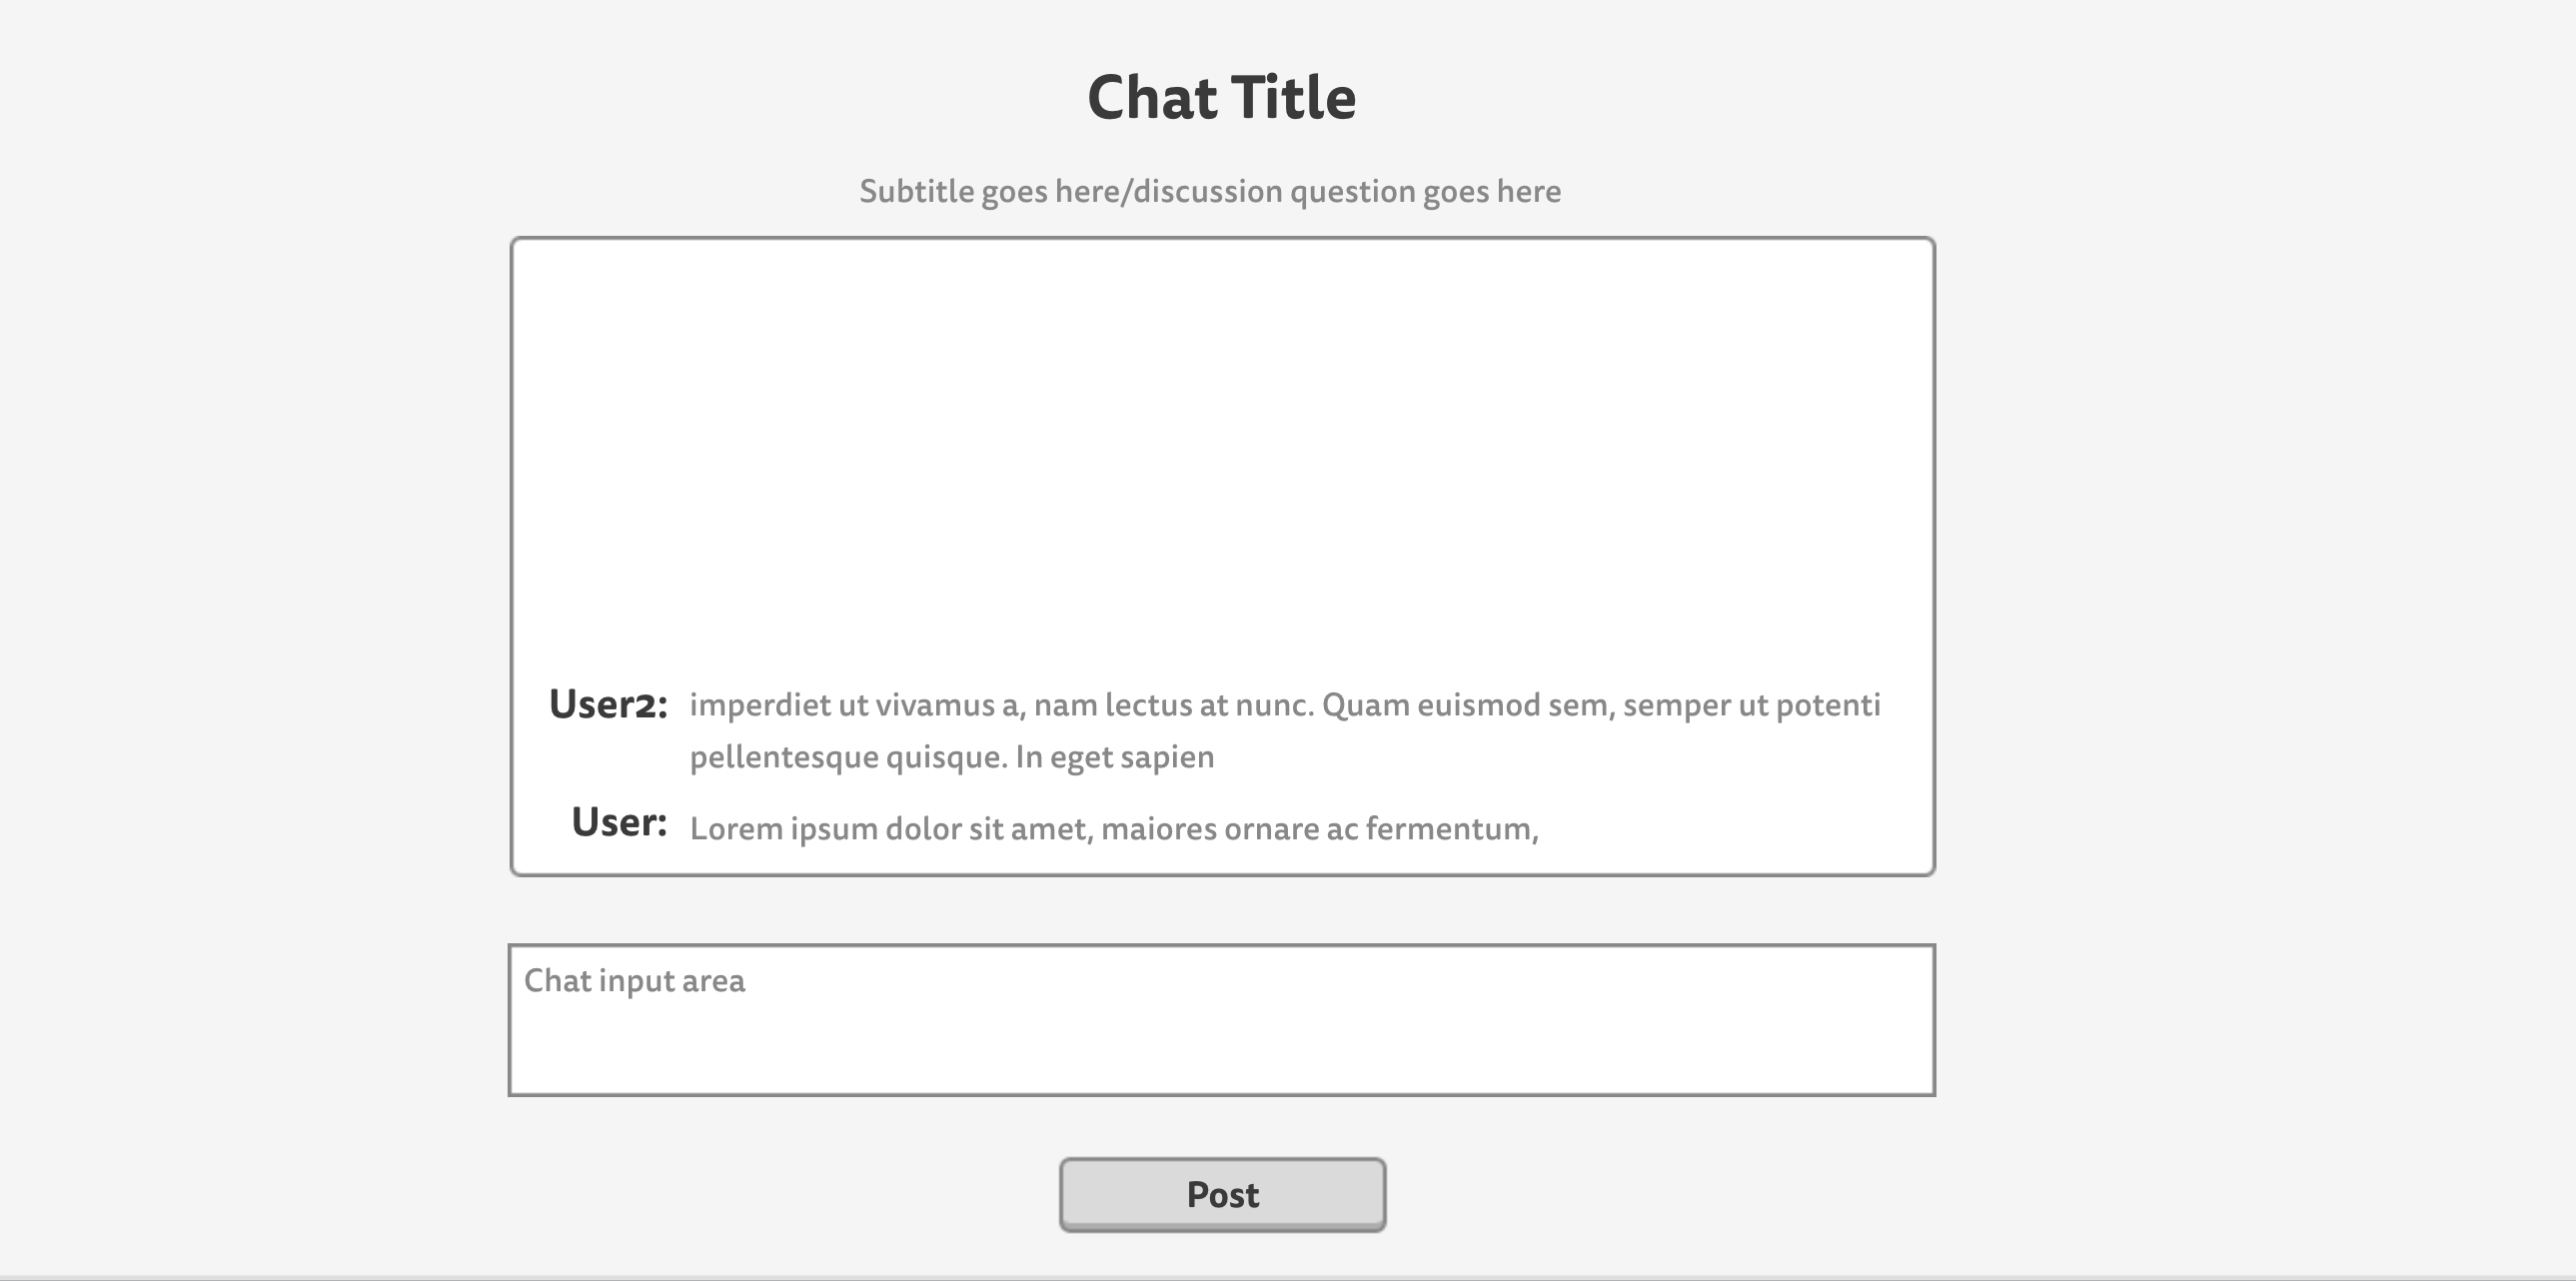 Chat Title
Subtitle goes here/discussion question goes here
User2: imperdiet ut vivamus a, nam lectus at nunc. Quam euismod sem, semper ut potenti
pellentesque quisque. In eget sapien
User: Lorem ipsum dolor sit amet, maiores ornare ac fermentum,
Chat input area
Post